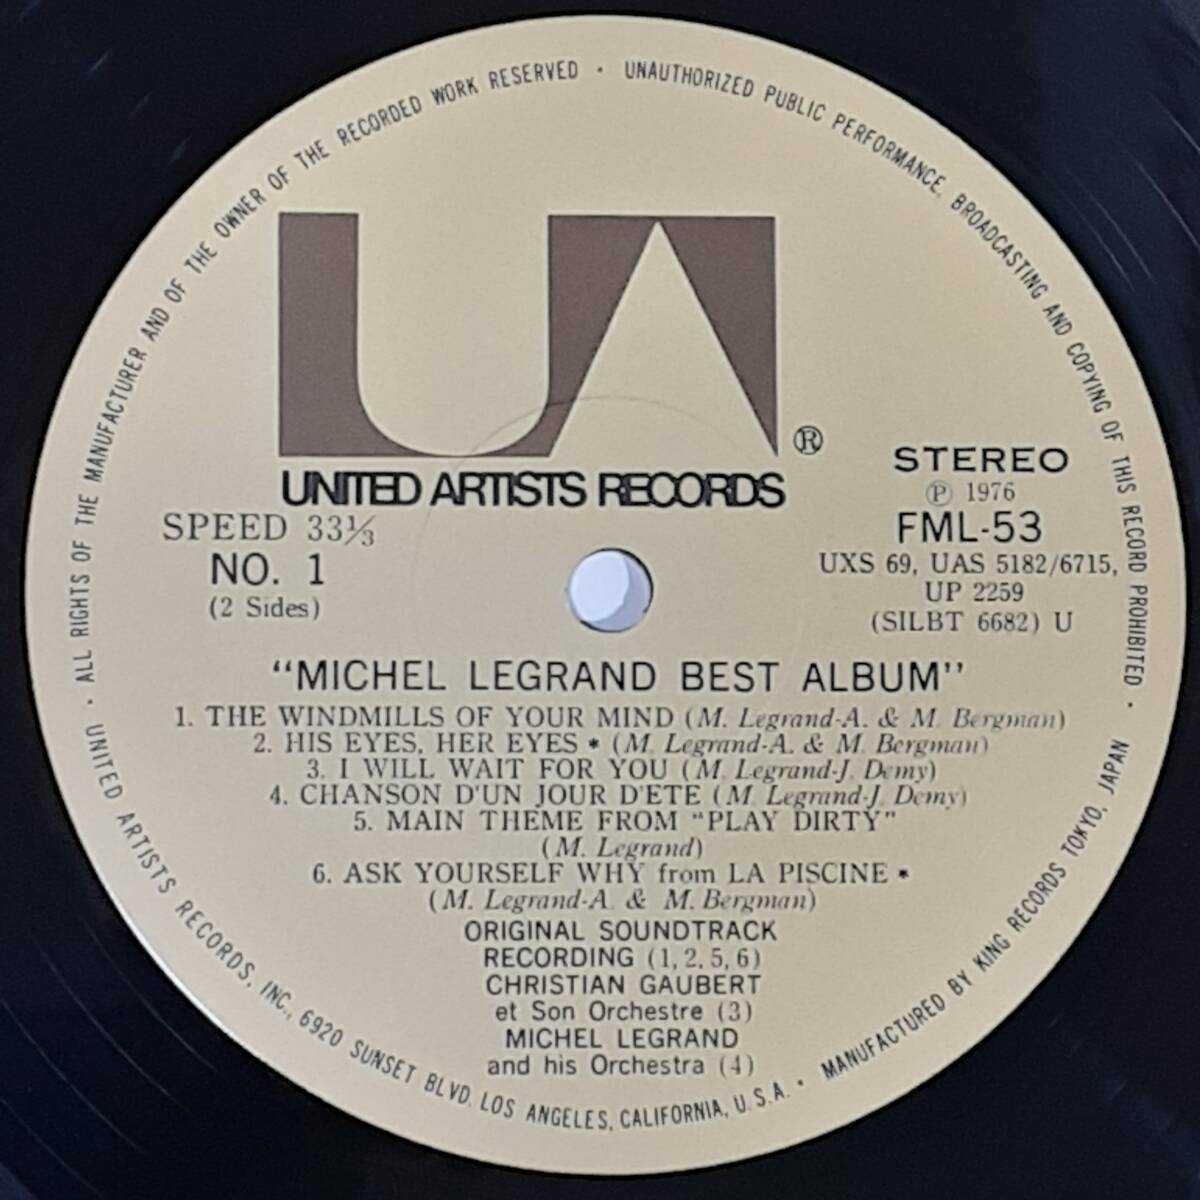 UNITED ARTISTS RECORDS, INC., 6920 SUNSET BLVD. LOS ANGELES, CALIFORNIA, U.S.A. • MANUFACTURED BY KING RECORDS TOKYO, JAPAN • ALL RIGHTS OF THE MANUFACTURER AND OF THE OWNER OF THE RECORDED WORK RESERVED • UNAUTHORIZED PUBLIC PERFORMANCE, BROADCASTING AND COPYING OF THIS RECORD PROHIBITED •
UA ®
UNITED ARTISTS RECORDS
STEREO
℗ 1976
FML-53
UXS 69, UAS 5182/6715,
UP 2259
(SILBT 6682) U
SPEED 33⅓
NO. 1
(2 Sides)
"MICHEL LEGRAND BEST ALBUM"
1. THE WINDMILLS OF YOUR MIND (M. Legrand-A. & M. Bergman)
2. HIS EYES, HER EYES * (M. Legrand-A. & M. Bergman)
3. I WILL WAIT FOR YOU (M. Legrand-J. Demy)
4. CHANSON D'UN JOUR D'ETE (M. Legrand-J. Demy)
5. MAIN THEME FROM "PLAY DIRTY"
(M. Legrand)
6. ASK YOURSELF WHY from LA PISCINE *
(M. Legrand-A. & M. Bergman)
ORIGINAL SOUNDTRACK
RECORDING (1, 2, 5, 6)
CHRISTIAN GAUBERT
et Son Orchestre (3)
MICHEL LEGRAND
and his Orchestra (4)